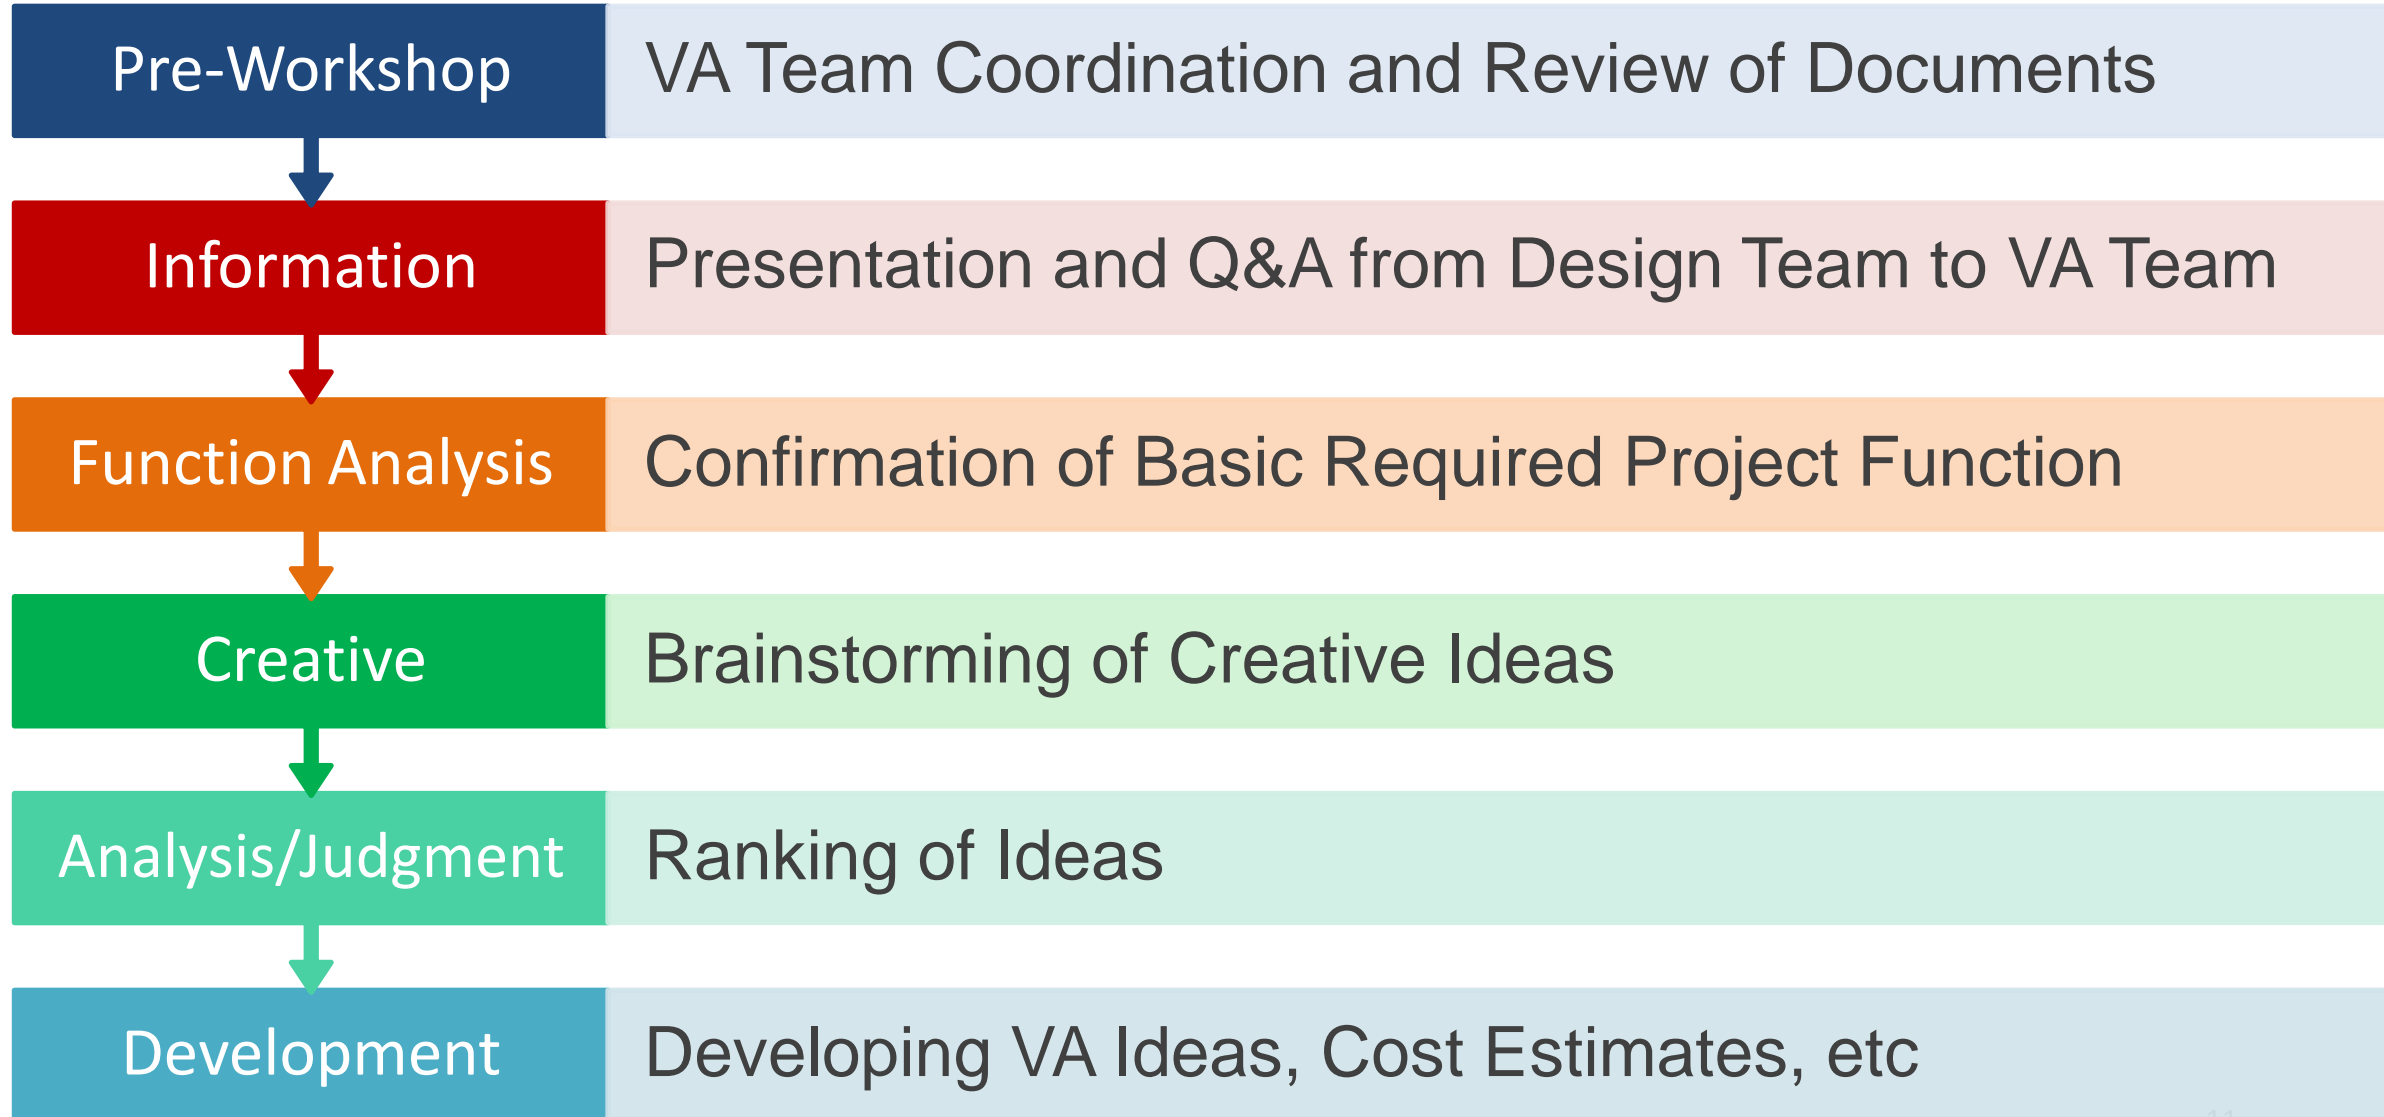 Pre-Workshop
VA Team Coordination and Review of Documents
Information
Presentation and Q&A from Design Team to VA Team
Function Analysis
Confirmation of Basic Required Project Function
Creative
Brainstorming of Creative Ideas
Analysis/Judgment
Ranking of Ideas
Development
Developing VA Ideas, Cost Estimates, etc
11